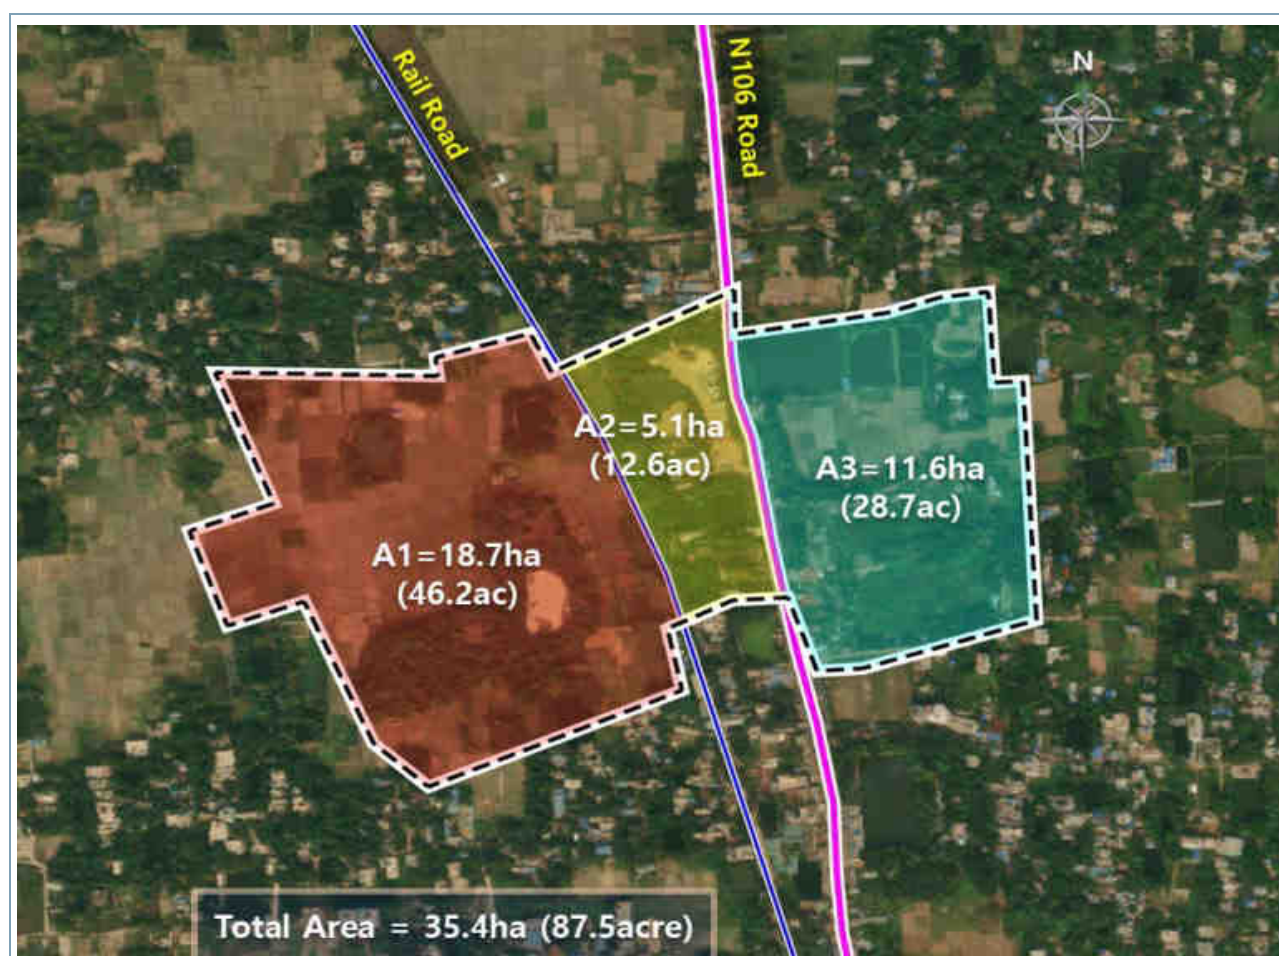 Rail Road
N106 Road
N
A2=5.1ha
(12.6ac)
A3=11.6ha
(28.7ac)
A1=18.7ha
(46.2ac)
Total Area = 35.4ha (87.5acre)